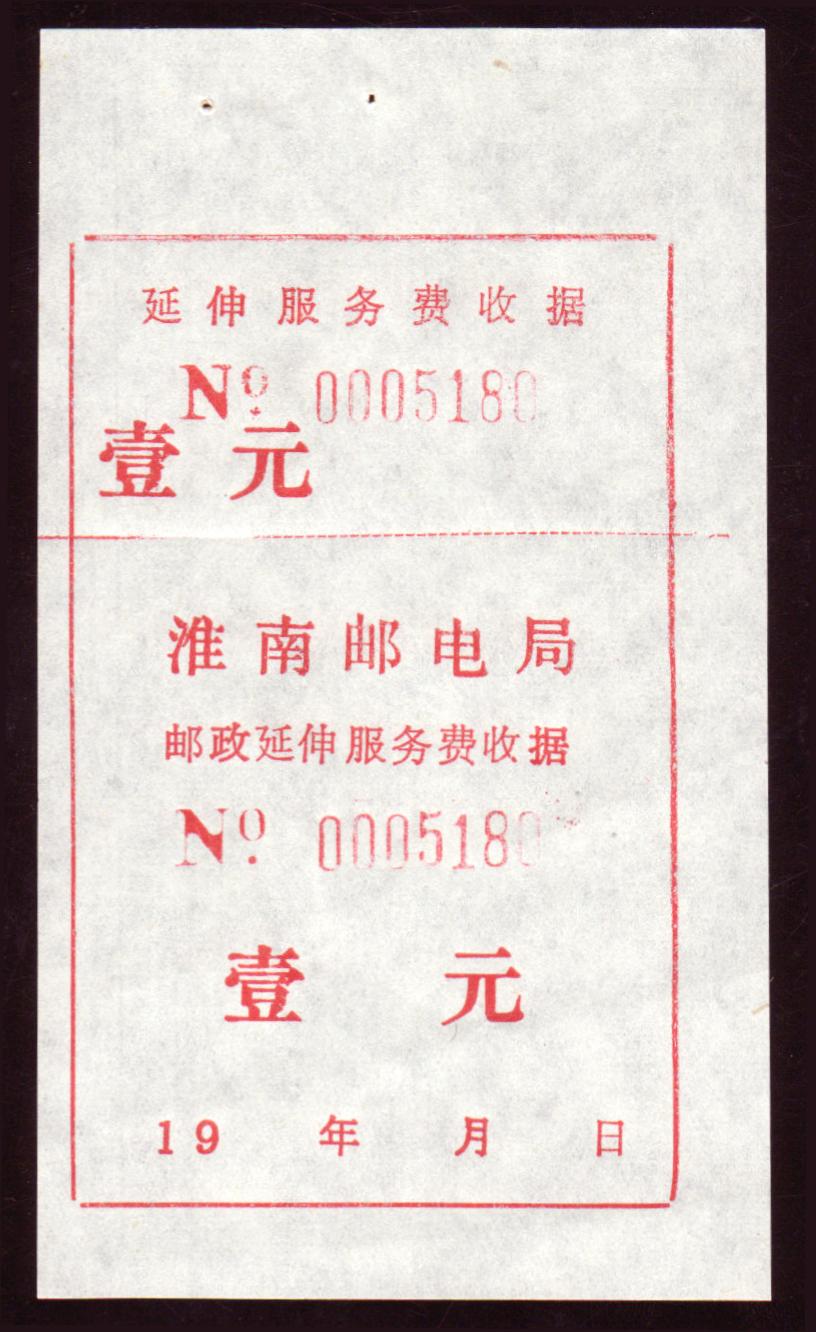 延伸服务费收据
Nº 0005180
壹元
淮南邮电局
邮政延伸服务费收据
Nº 0005180
壹元
19 年 月 日